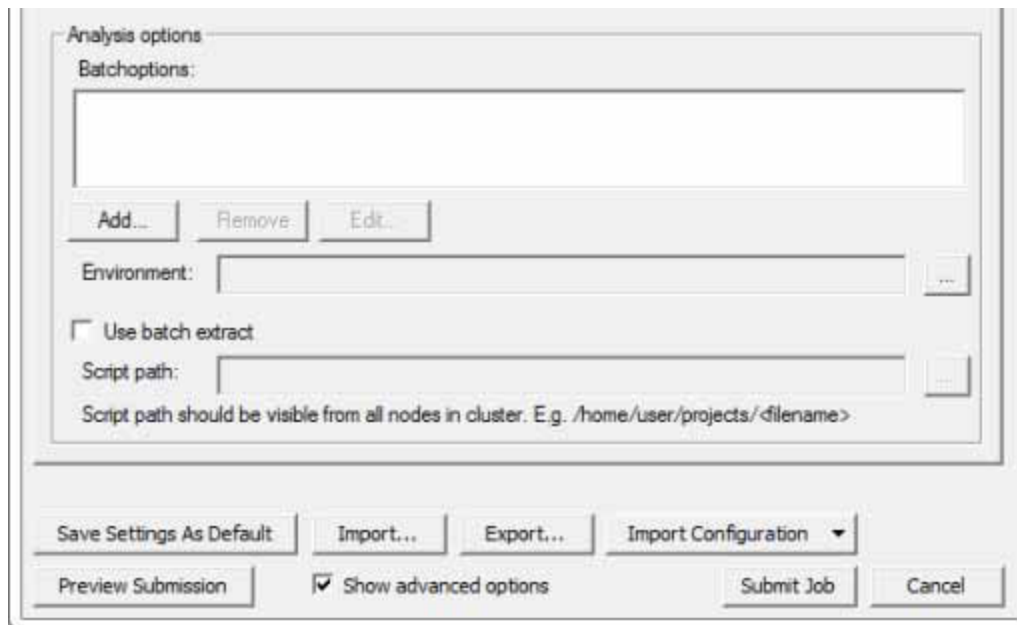 Analysis options
Batchoptions:
Add... Remove Edit...
Environment: ...
Use batch extract
Script path: ...
Script path should be visible from all nodes in cluster. E.g. /home/user/projects/<filename>
Save Settings As Default Import... Export... Import Configuration
Preview Submission Show advanced options Submit Job Cancel